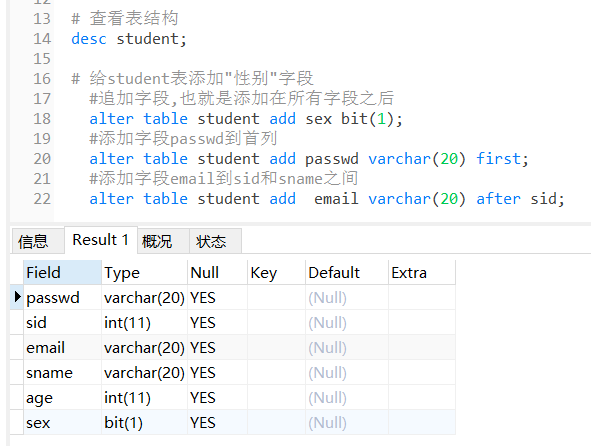 13 # 查看表结构
14 desc student;
15
16 # 给student表添加"性别"字段
17 #追加字段,也就是添加在所有字段之后
18 alter table student add sex bit(1);
19 #添加字段passwd到首列
20 alter table student add passwd varchar(20) first;
21 #添加字段email到sid和sname之间
22 alter table student add  email varchar(20) after sid;
信息 Result 1 概况 状态
Field Type Null Key Default Extra
passwd varchar(20) YES (Null)
sid int(11) YES (Null)
email varchar(20) YES (Null)
sname varchar(20) YES (Null)
age int(11) YES (Null)
sex bit(1) YES (Null)